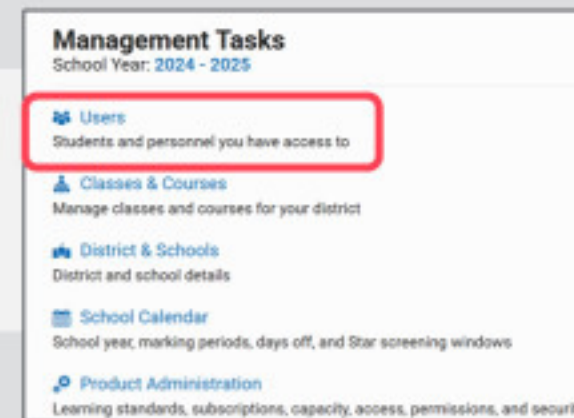 Management Tasks
School Year: 2024 - 2025
Users
Students and personnel you have access to
Classes & Courses
Manage classes and courses for your district
District & Schools
District and school details
School Calendar
School year, marking periods, days off, and Star screening windows
Product Administration
Learning standards, subscriptions, capacity, access, permissions, and securi